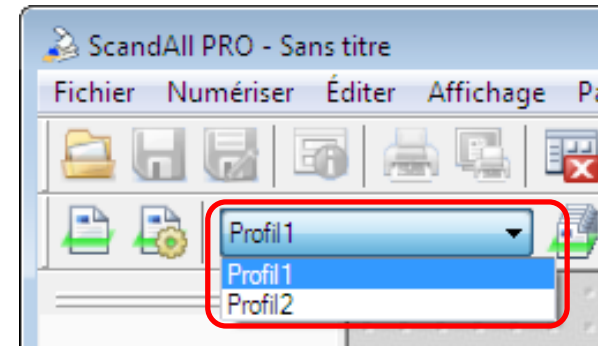 ScandAll PRO - Sans titre
Fichier Numériser Éditer Affichage
Profil1
Profil1
Profil2